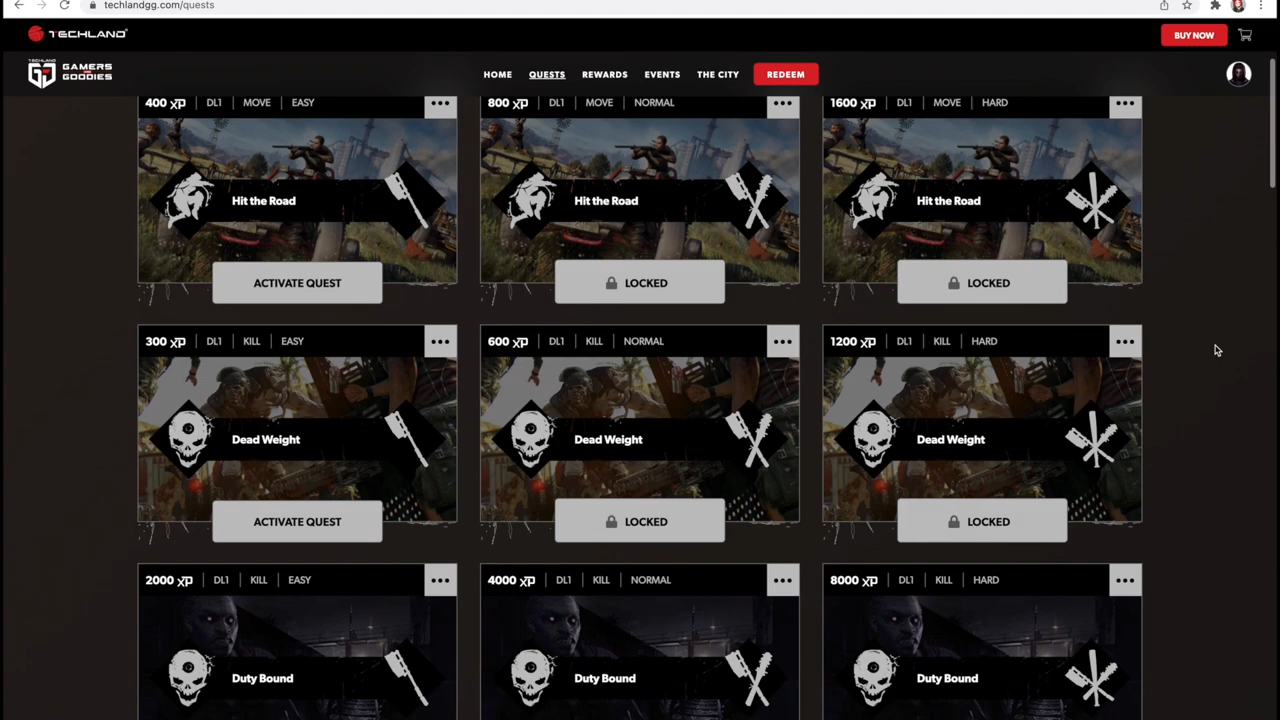 techlandgg.com/quests
TECHLAND
BUY NOW
TECHLAND
GAMERS
AND
GOODIES
HOME QUESTS REWARDS EVENTS THE CITY REDEEM
400 XP DL1 MOVE EASY
800 XP DL1 MOVE NORMAL
1600 XP DL1 MOVE HARD
Hit the Road
Hit the Road
Hit the Road
ACTIVATE QUEST
LOCKED
LOCKED
300 XP DL1 KILL EASY
600 XP DL1 KILL NORMAL
1200 XP DL1 KILL HARD
Dead Weight
Dead Weight
Dead Weight
ACTIVATE QUEST
LOCKED
LOCKED
2000 XP DL1 KILL EASY
4000 XP DL1 KILL NORMAL
8000 XP DL1 KILL HARD
Duty Bound
Duty Bound
Duty Bound